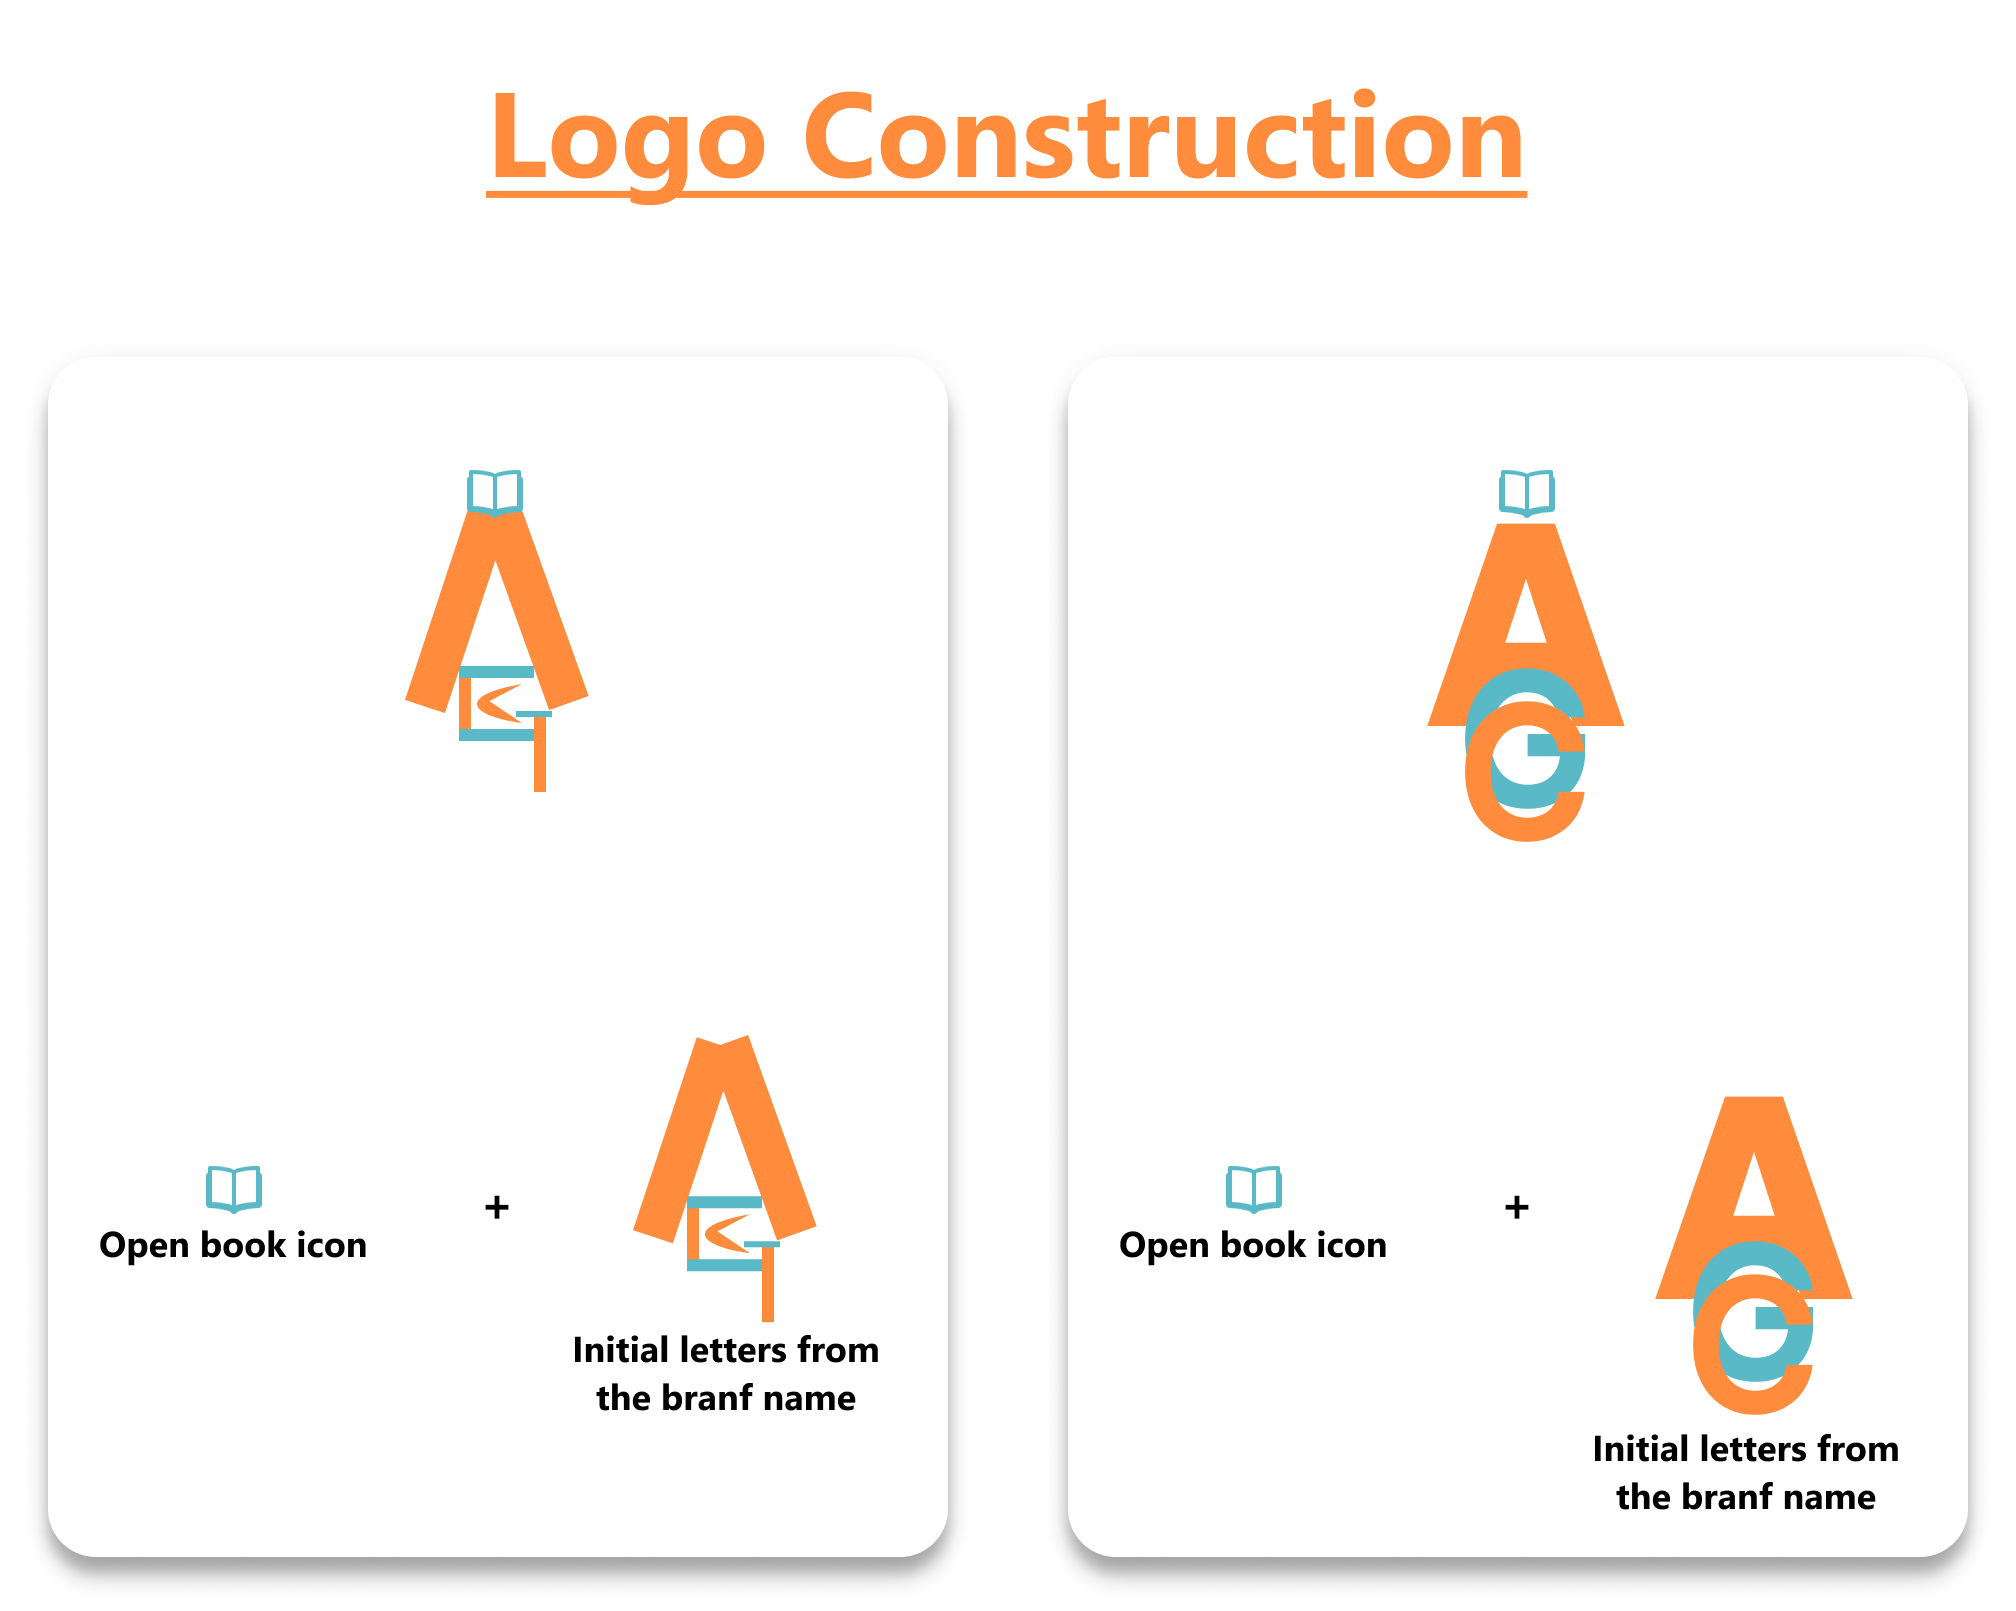 Logo Construction
A
G
C
Open book icon
+
A
G
C
Initial letters from
the branf name
A
G
C
Open book icon
+
A
G
C
Initial letters from
the branf name